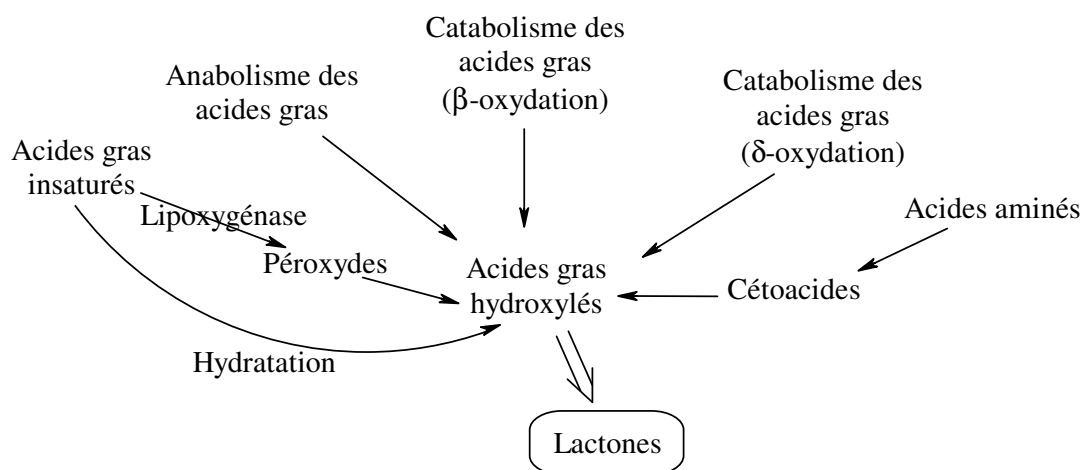 Catabolisme des
acides gras
(β-oxydation)
Anabolisme des
acides gras
Catabolisme des
acides gras
(δ-oxydation)
Acides gras
insaturés
Lipoxygénase
Acides aminés
Péroxydes
Acides gras
hydroxylés
Cétoacides
Hydratation
Lactones